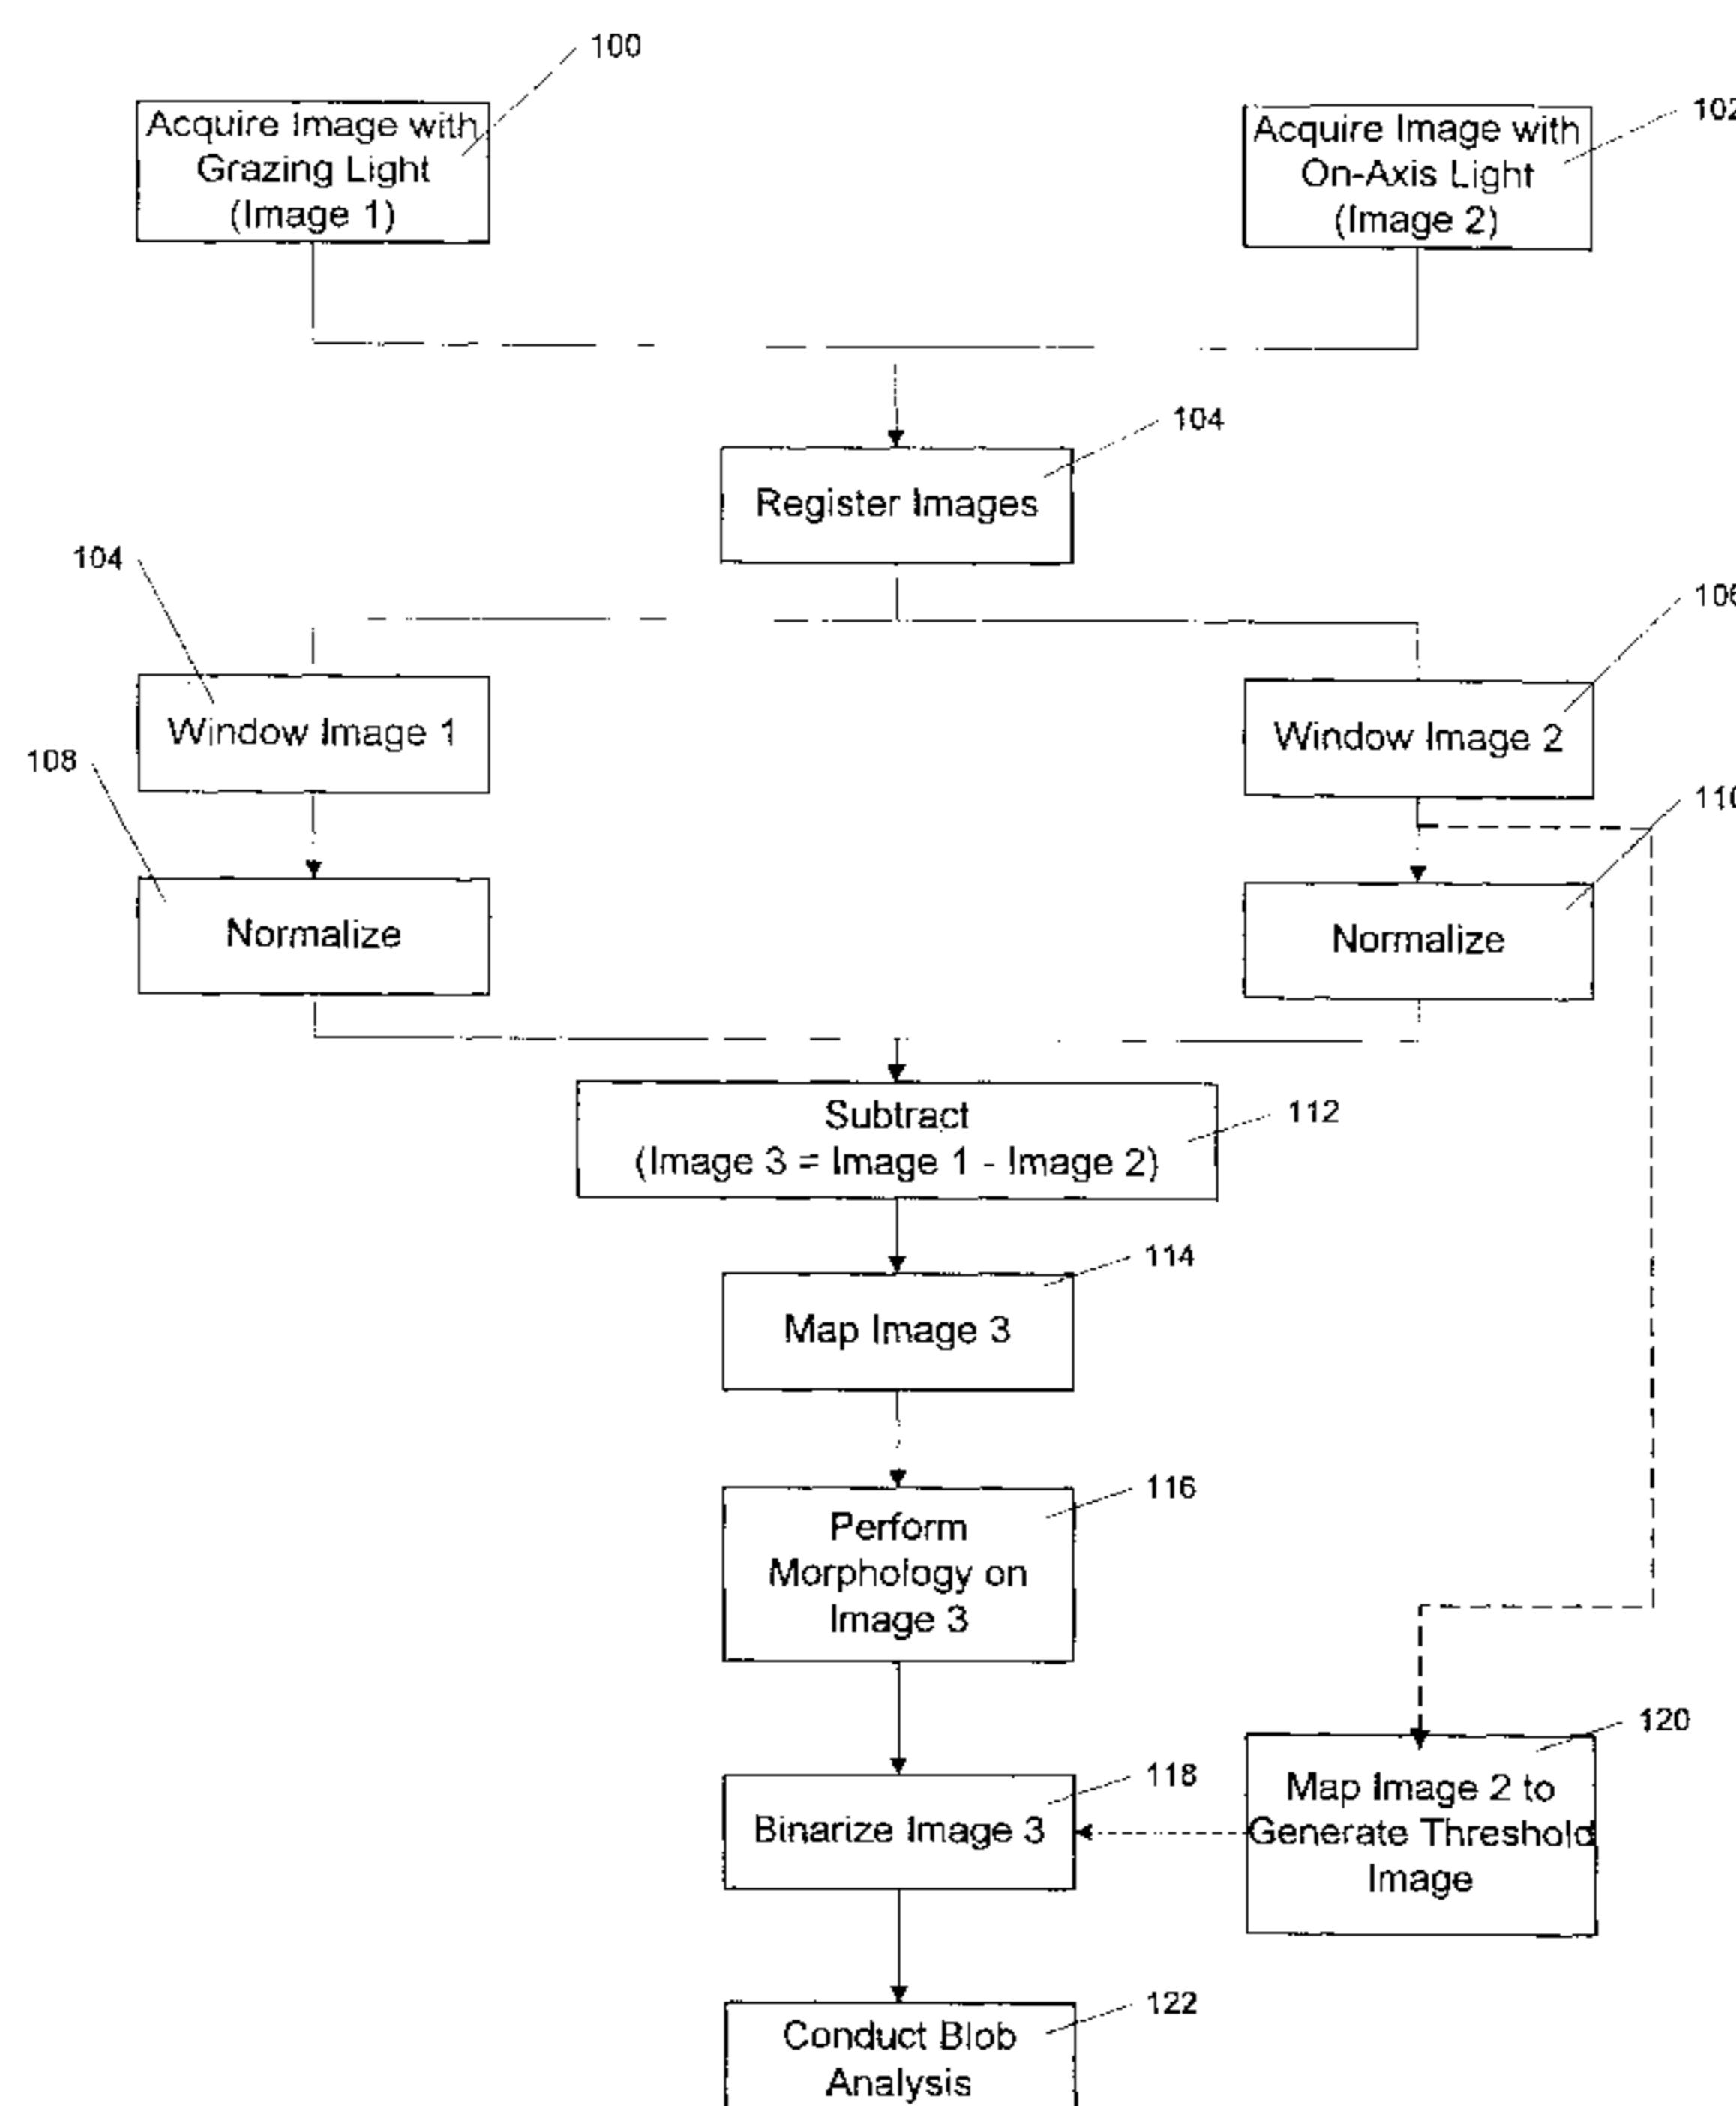 100
Acquire Image with
Grazing Light
(Image 1)
102
Acquire Image with
On-Axis Light
(Image 2)
104
Register Images
104
106
Window Image 1
Window Image 2
108
110
Normalize
Normalize
Subtract
(Image 3 = Image 1 - Image 2)
112
114
Map Image 3
116
Perform
Morphology on
Image 3
118
Binarize Image 3
120
Map Image 2 to
Generate Threshold
Image
122
Conduct Blob
Analysis